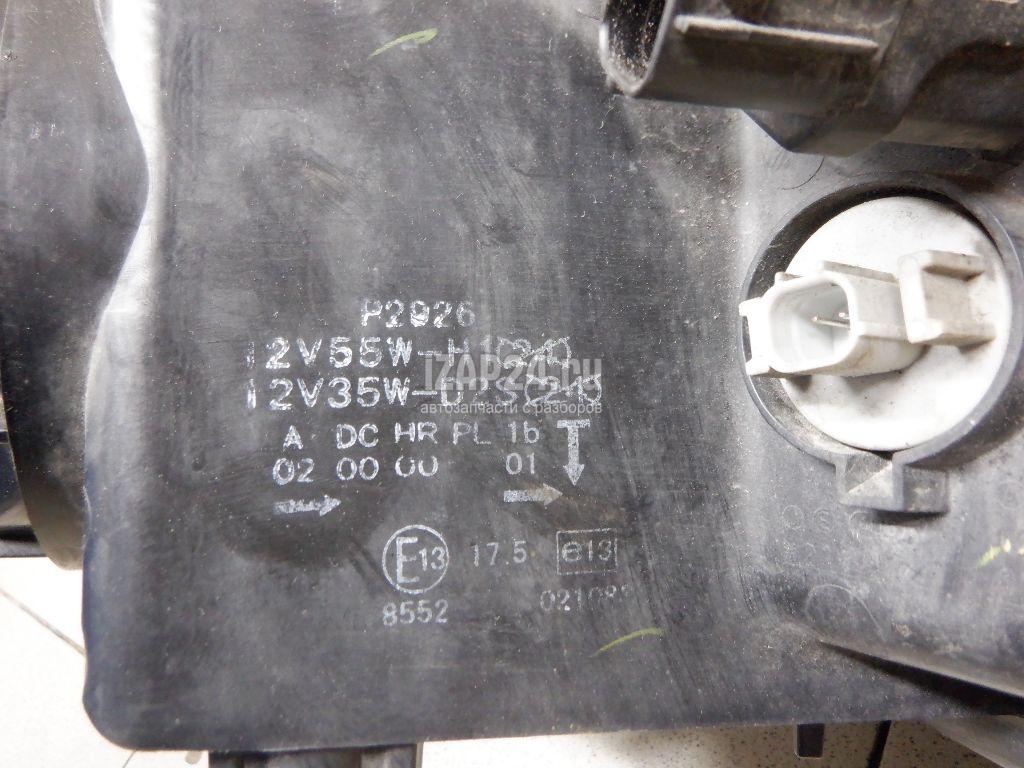 P2926
12V55W-H1
12V35W-D2S
IZAP24.ru
автозапчасти с разборов
A DC HR PL 1b
02 00 00 01
E13 17.5 e13
8552